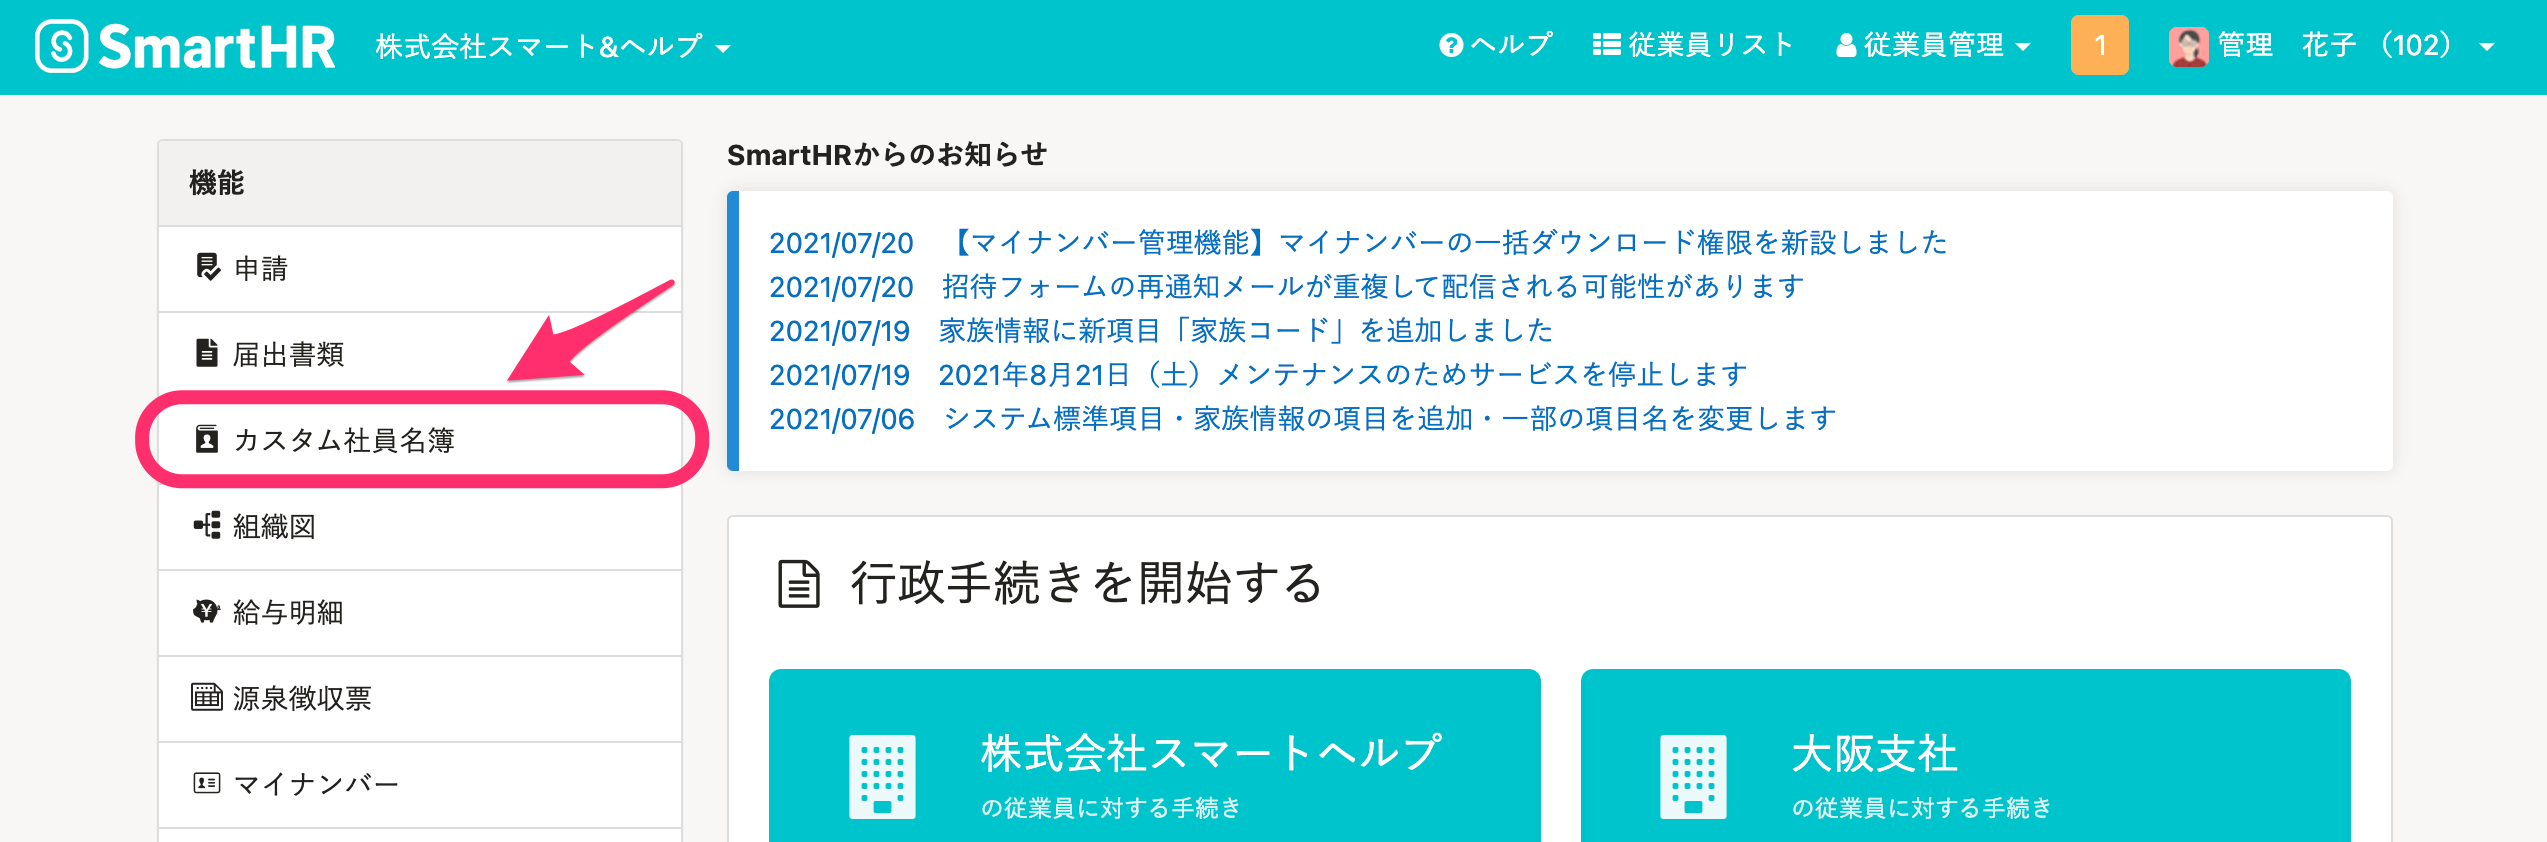 SmartHR 株式会社スマート&ヘルプ ヘルプ 従業員リスト 従業員管理 1 管理 花子 （102）
機能
申請
届出書類
カスタム社員名簿
組織図
給与明細
源泉徴収票
マイナンバー
SmartHRからのお知らせ
2021/07/20 【マイナンバー管理機能】マイナンバーの一括ダウンロード権限を新設しました
2021/07/20 招待フォームの再通知メールが重複して配信される可能性があります
2021/07/19 家族情報に新項目「家族コード」を追加しました
2021/07/19 2021年8月21日（土）メンテナンスのためサービスを停止します
2021/07/06 システム標準項目・家族情報の項目を追加・一部の項目名を変更します
行政手続きを開始する
株式会社スマートヘルプ
の従業員に対する手続き
大阪支社
の従業員に対する手続き